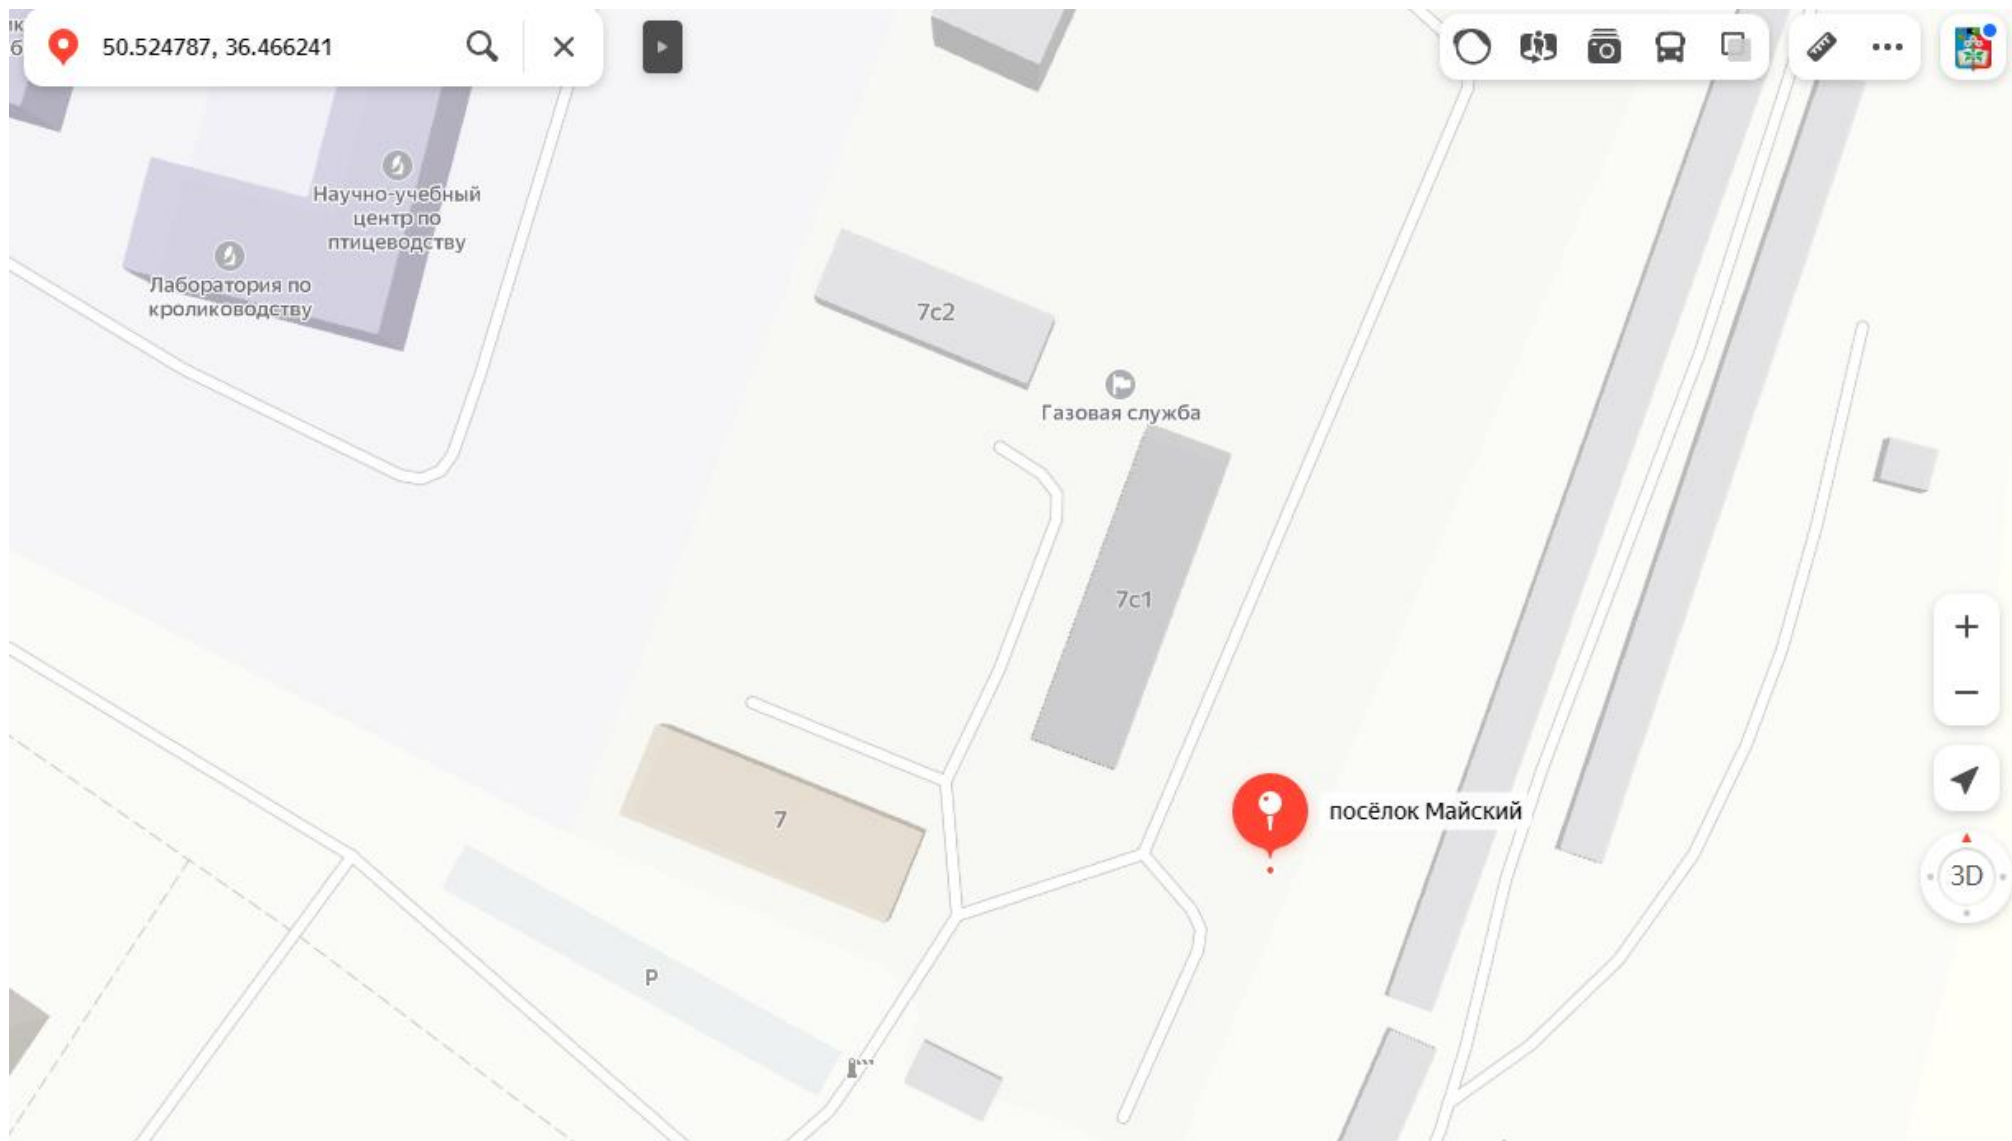 50.524787, 36.466241
Научно-учебный
центр по
птицеводству
Лаборатория по
кролиководству
7с2
Газовая служба
7с1
7
посёлок Майский
3D
P